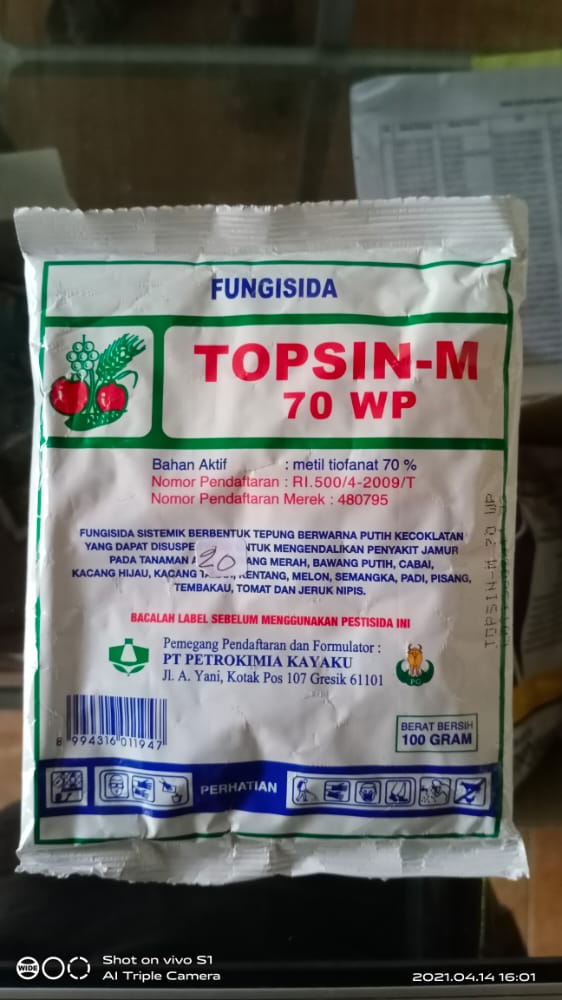 FUNGISIDA
TOPSIN-M
70 WP
Bahan Aktif : metil tiofanat 70 %
Nomor Pendaftaran : RI.500/4-2009/T
Nomor Pendaftaran Merek : 480795
FUNGISIDA SISTEMIK BERBENTUK TEPUNG BERWARNA PUTIH KECOKLATAN
YANG DAPAT DISUSPE NTUK MENGENDALIKAN PENYAKIT JAMUR
PADA TANAMAN A 20 ANG MERAH, BAWANG PUTIH, CABAI,
KACANG HIJAU, KACANG KENTANG, MELON, SEMANGKA, PADI, PISANG,
TEMBAKAU, TOMAT DAN JERUK NIPIS.
BACALAH LABEL SEBELUM MENGGUNAKAN PESTISIDA INI
Pemegang Pendaftaran dan Formulator :
PT PETROKIMIA KAYAKU
Jl. A. Yani, Kotak Pos 107 Gresik 61101
PG
8 994316 011947
BERAT BERSIH
100 GRAM
PERHATIAN
TOPSIN-M 70 WP
WIDE
Shot on vivo S1
AI Triple Camera
2021.04.14 16:01